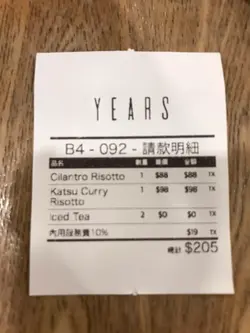 YEARS
B4 - 092 - 請款明細
品名 數量 單價 金額
Cilantro Risotto 1 $88 $88 TX
Katsu Curry 1 $98 $98 TX
Risotto
Iced Tea 2 $0 $0 TX
內用服務費10% $19 TX
總計 $205